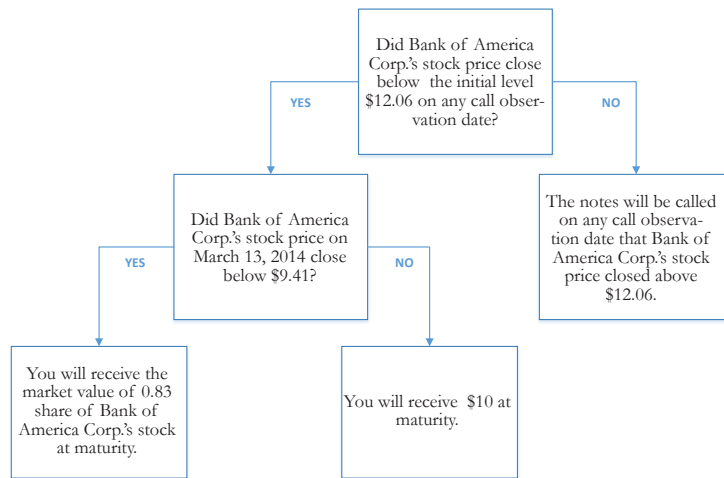 Did Bank of America
Corp.'s stock price close
below the initial level
$12.06 on any call obser-
vation date?
YES
NO
Did Bank of America
Corp.'s stock price on
March 13, 2014 close
below $9.41?
The notes will be called
on any call observa-
tion date that Bank of
America Corp.'s stock
price closed above
$12.06.
YES
NO
You will receive the
market value of 0.83
share of Bank of
America Corp.'s stock
at maturity.
You will receive $10 at
maturity.